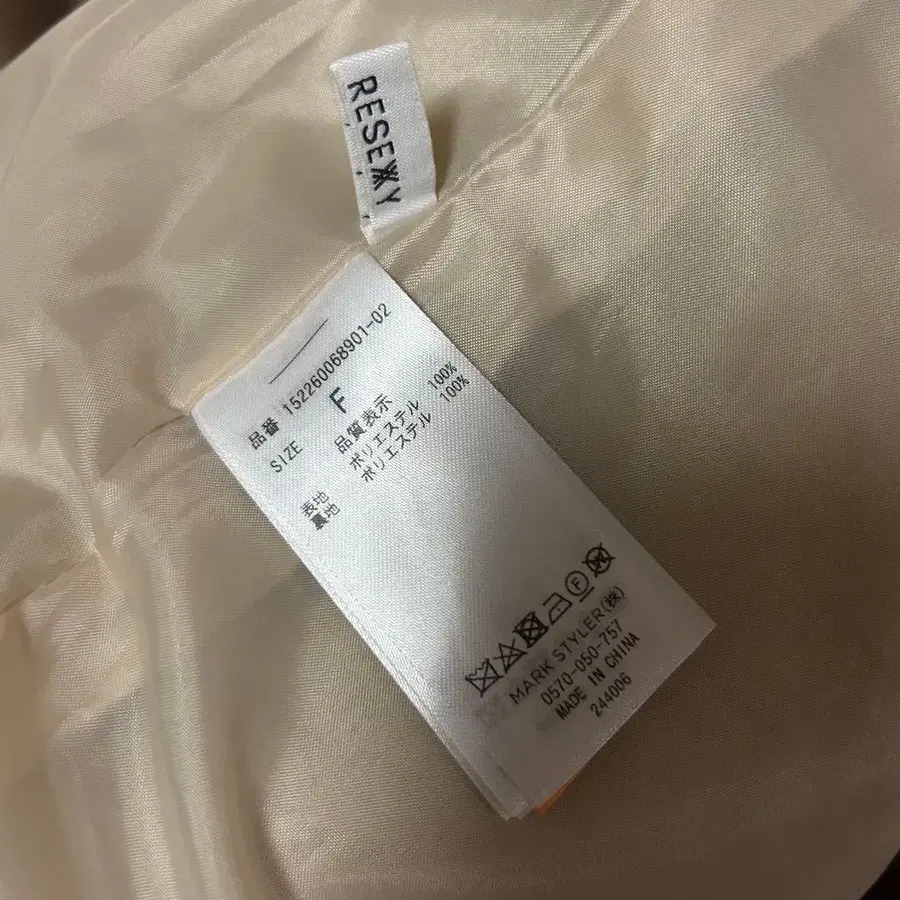 RESEXXY
品番 152260068901-02
SIZE F
品質表示
表地 ポリエステル 100%
裏地 ポリエステル 100%
MARK STYLER(株)
0570-050-757
MADE IN CHINA
244006